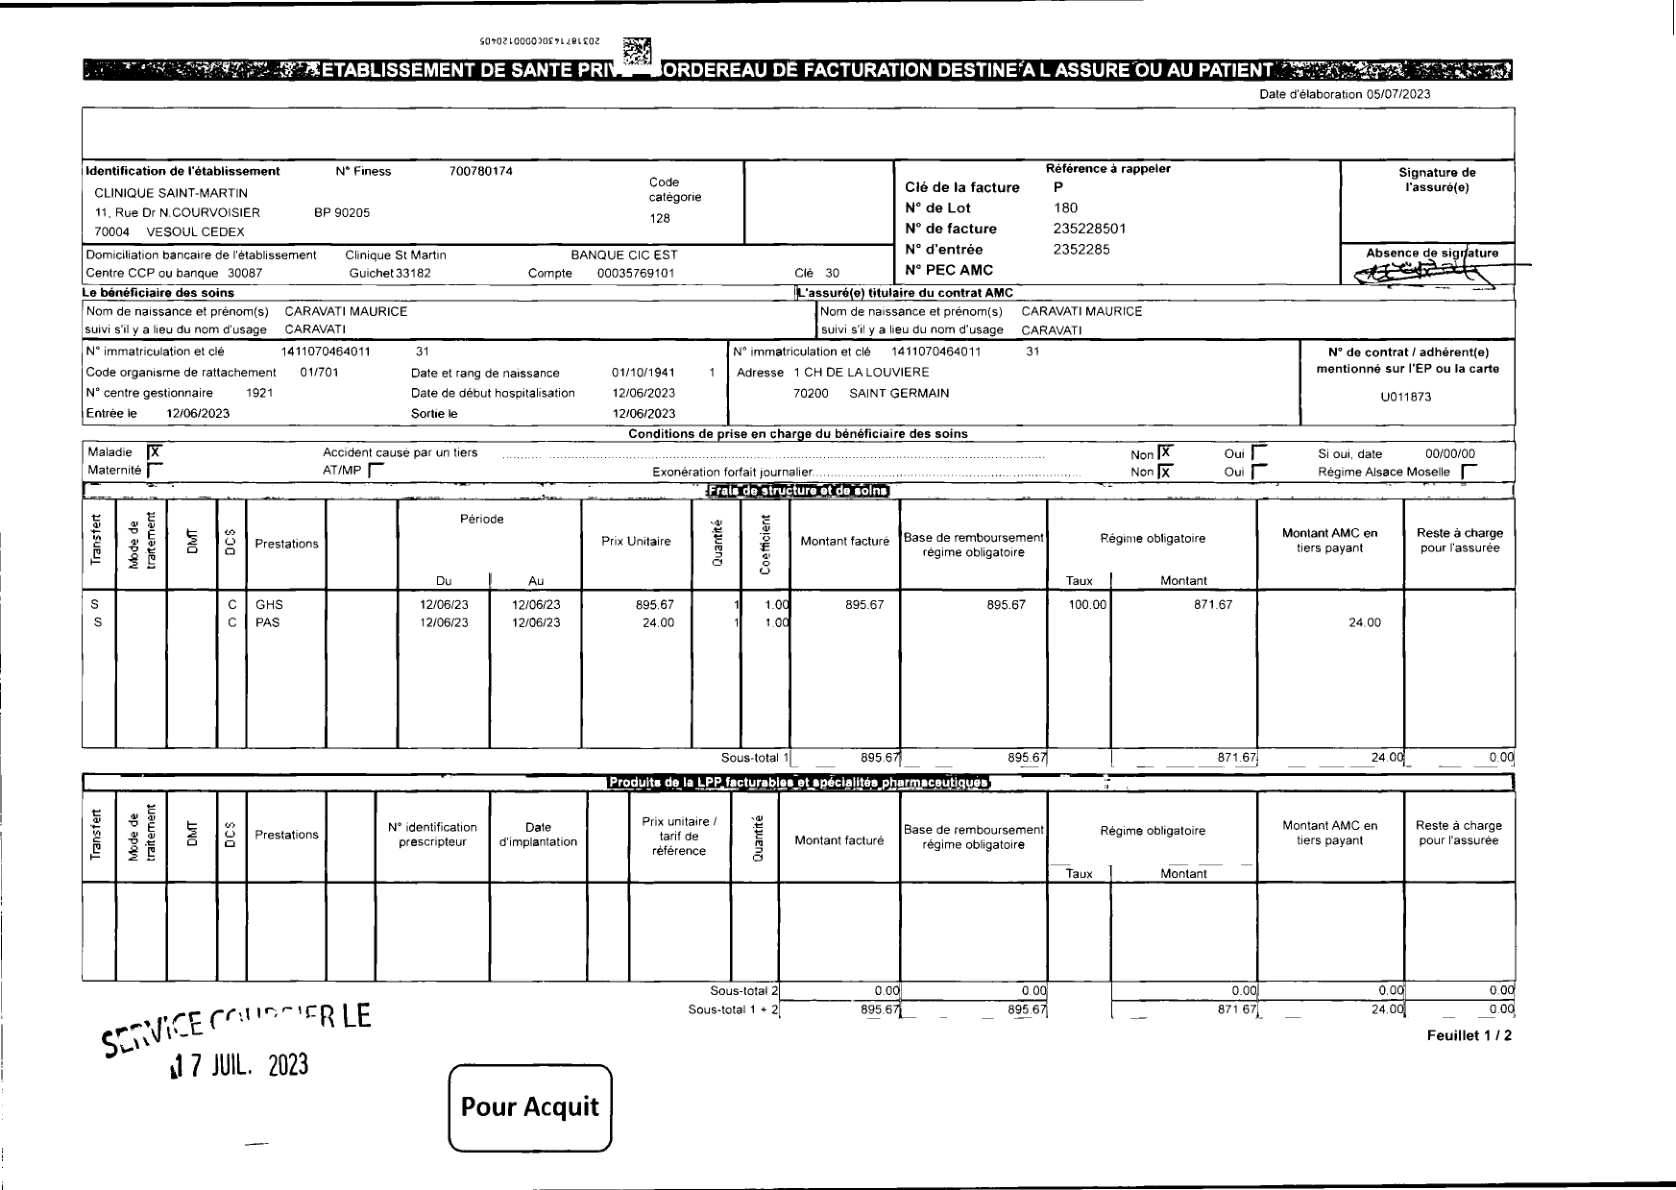 2031871430C0000120405
ETABLISSEMENT DE SANTE PRIV ORDEREAU DE FACTURATION DESTINE A L ASSURE OU AU PATIENT
Date d'élaboration 05/07/2023
Identification de l'établissement N° Finess 700780174
CLINIQUE SAINT-MARTIN
11, Rue Dr N.COURVOISIER BP 90205
70004 VESOUL CEDEX
Code catégorie
128
Référence à rappeler
Clé de la facture P
N° de Lot 180
N° de facture 235228501
N° d'entrée 2352285
N° PEC AMC
Signature de l'assuré(e)
Absence de signature
Domiciliation bancaire de l'établissement Clinique St Martin BANQUE CIC EST
Centre CCP ou banque 30087 Guichet 33182 Compte 00035769101 Clé 30
Le bénéficiaire des soins
Nom de naissance et prénom(s) CARAVATI MAURICE
suivi s'il y a lieu du nom d'usage CARAVATI
L'assuré(e) titulaire du contrat AMC
Nom de naissance et prénom(s) CARAVATI MAURICE
suivi s'il y a lieu du nom d'usage CARAVATI
N° immatriculation et clé 1411070464011 31
Code organisme de rattachement 01/701 Date et rang de naissance 01/10/1941 1
N° centre gestionnaire 1921 Date de début hospitalisation 12/06/2023
Entrée le 12/06/2023 Sortie le 12/06/2023
N° immatriculation et clé 1411070464011 31
Adresse 1 CH DE LA LOUVIERE
70200 SAINT GERMAIN
N° de contrat / adhérent(e)
mentionné sur l'EP ou la carte
U011873
Conditions de prise en charge du bénéficiaire des soins
Maladie X Accident causé par un tiers Non X Oui Si oui, date 00/00/00
Maternité AT/MP Exonération forfait journalier Non X Oui Régime Alsace Moselle
Frais de structure et de soins
Transfert Mode de traitement DMT DCS Prestations Période Du Au Prix Unitaire Quantité Coefficient Montant facturé Base de remboursement régime obligatoire Régime obligatoire Taux Montant Montant AMC en tiers payant Reste à charge pour l'assurée
S C GHS 12/06/23 12/06/23 895.67 1 1.00 895.67 895.67 100.00 871.67
S C PAS 12/06/23 12/06/23 24.00 1 1.00 24.00
Sous-total 1 895.67 895.67 871.67 24.00 0.00
Produits de la LPP facturables et spécialités pharmaceutiques
Transfert Mode de traitement DMT DCS Prestations N° identification prescripteur Date d'implantation Prix unitaire / tarif de référence Quantité Montant facturé Base de remboursement régime obligatoire Régime obligatoire Taux Montant Montant AMC en tiers payant Reste à charge pour l'assurée
Sous-total 2 0.00 0.00 0.00 0.00 0.00
Sous-total 1 + 2 895.67 895.67 871.67 24.00 0.00
Feuillet 1 / 2
SERVICE COURRIER LE
17 JUIL. 2023
Pour Acquit